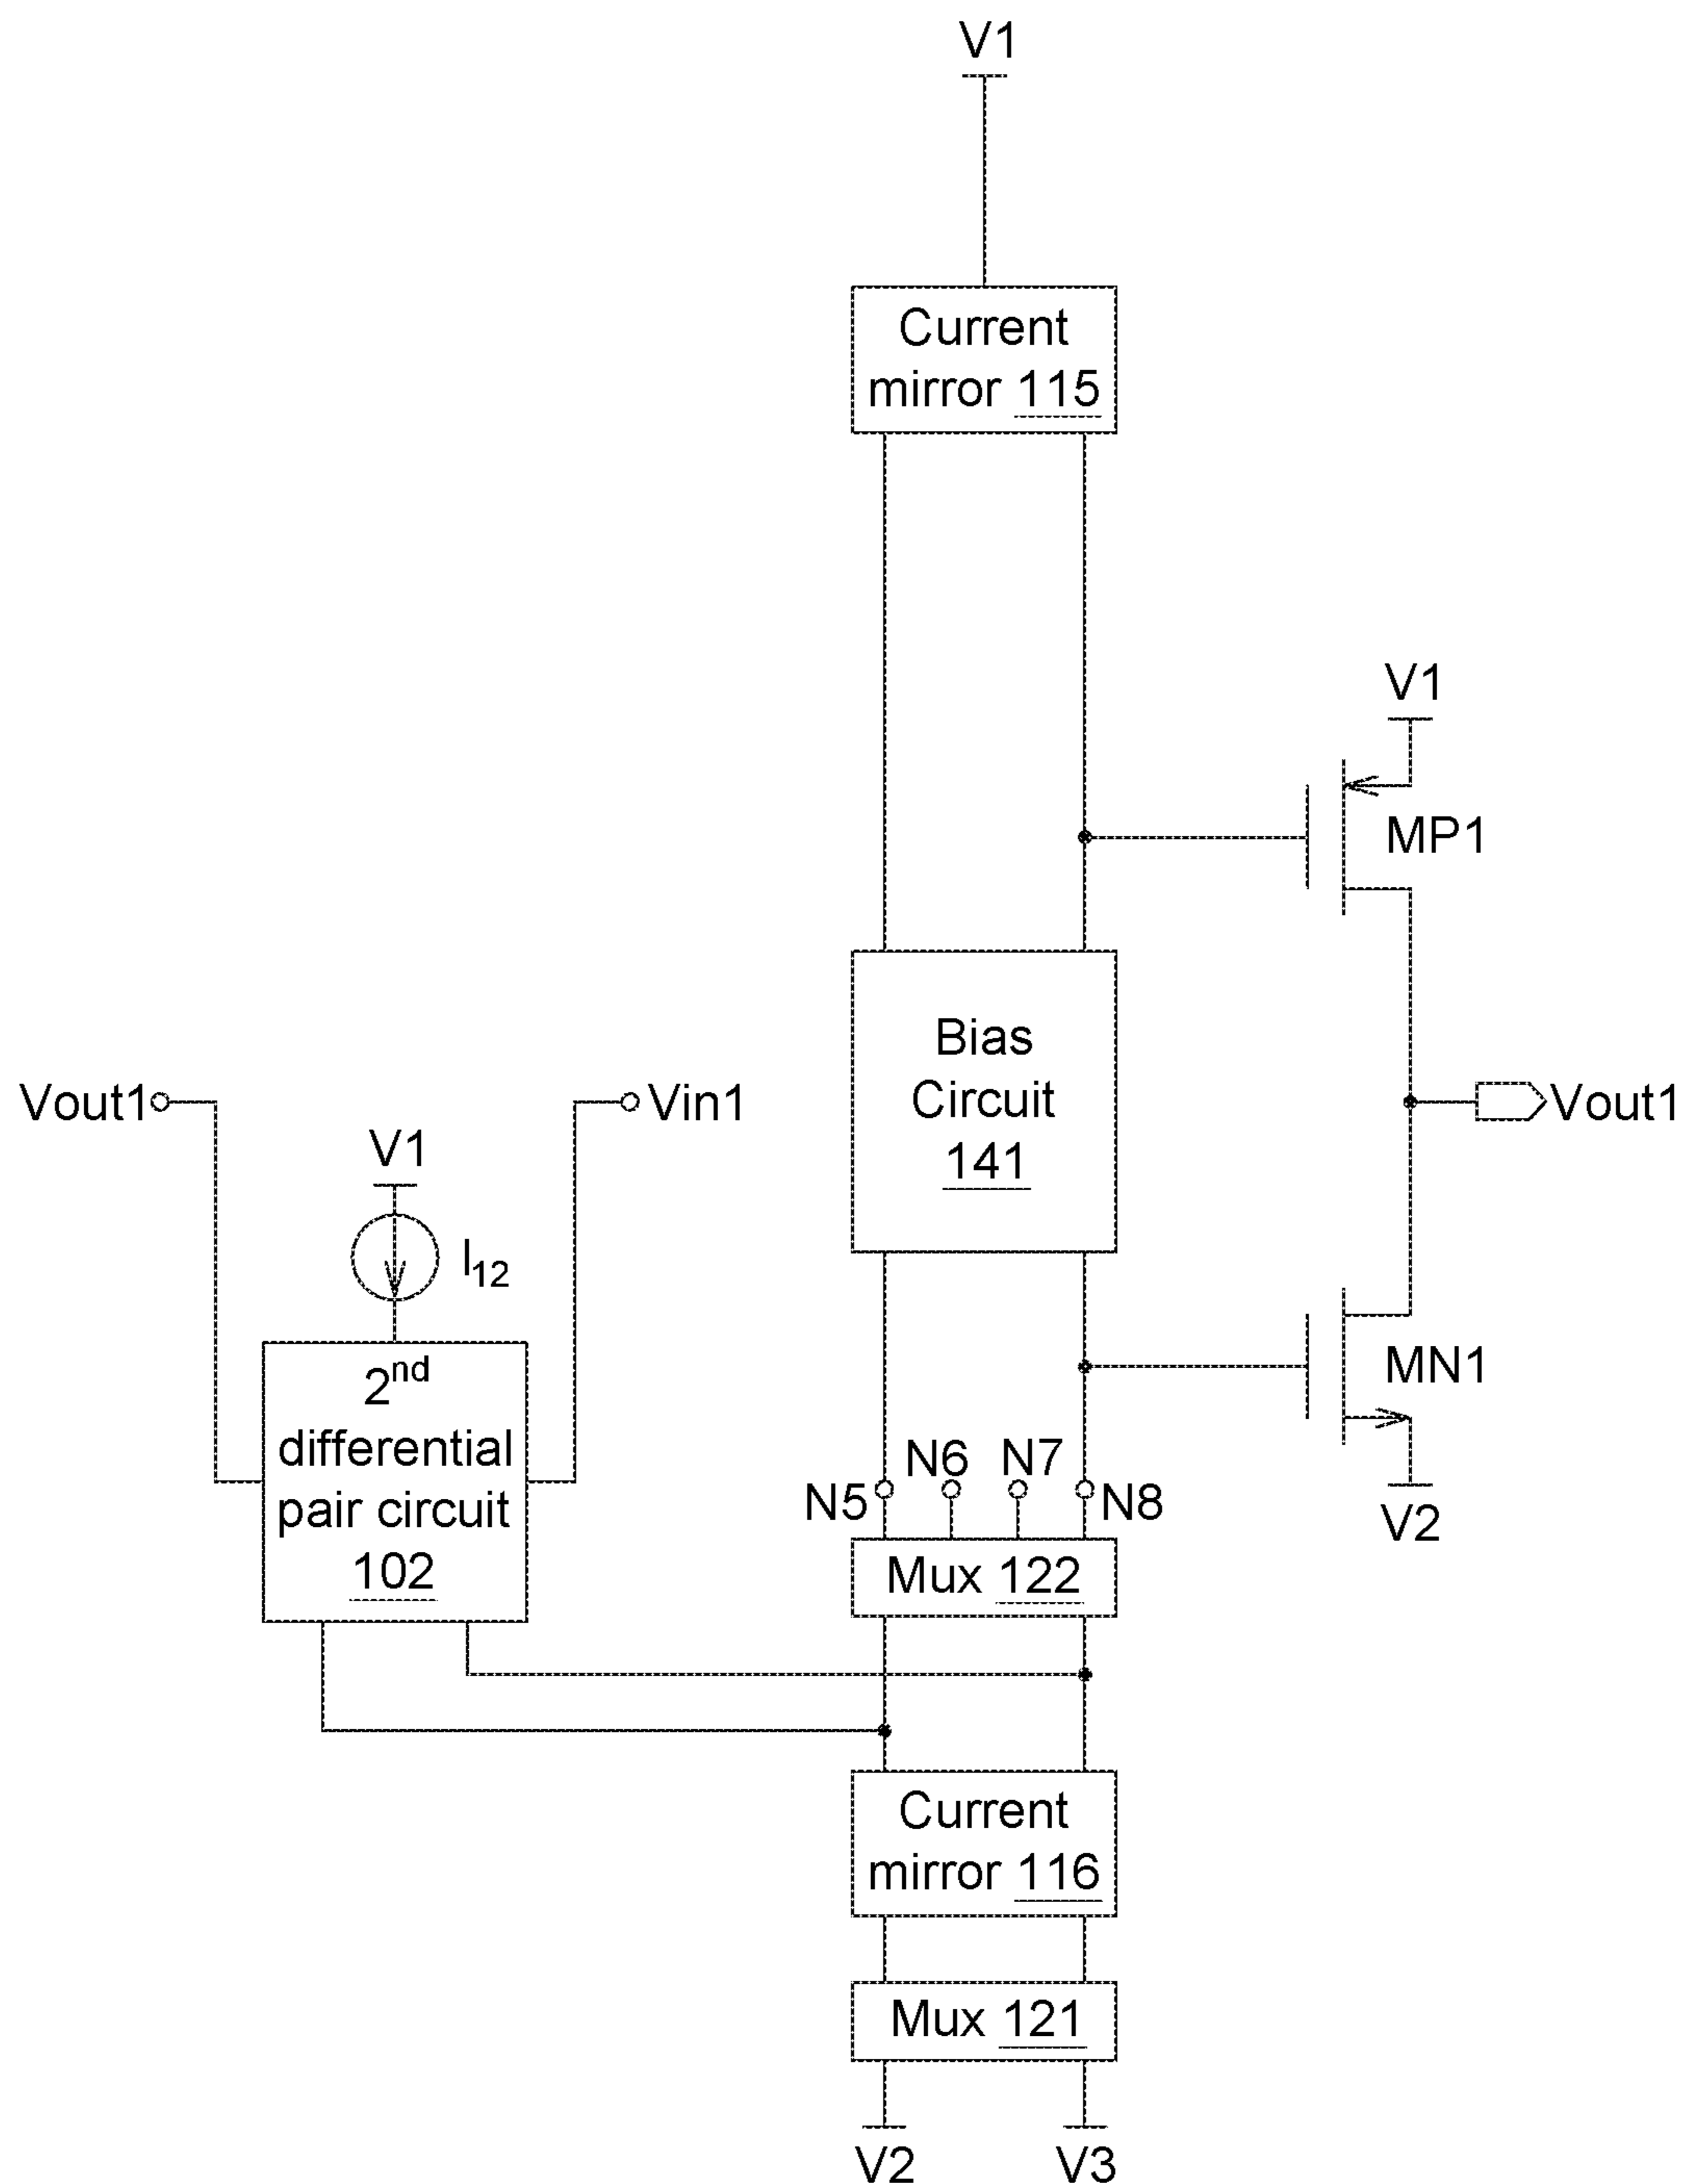 V1
Current
mirror 115
V1
MP1
Bias
Circuit
141
Vout1
Vin1
Vout1
V1
I12
2nd
differential
pair circuit
102
MN1
N5
N6
N7
N8
V2
Mux 122
Current
mirror 116
Mux 121
V2
V3